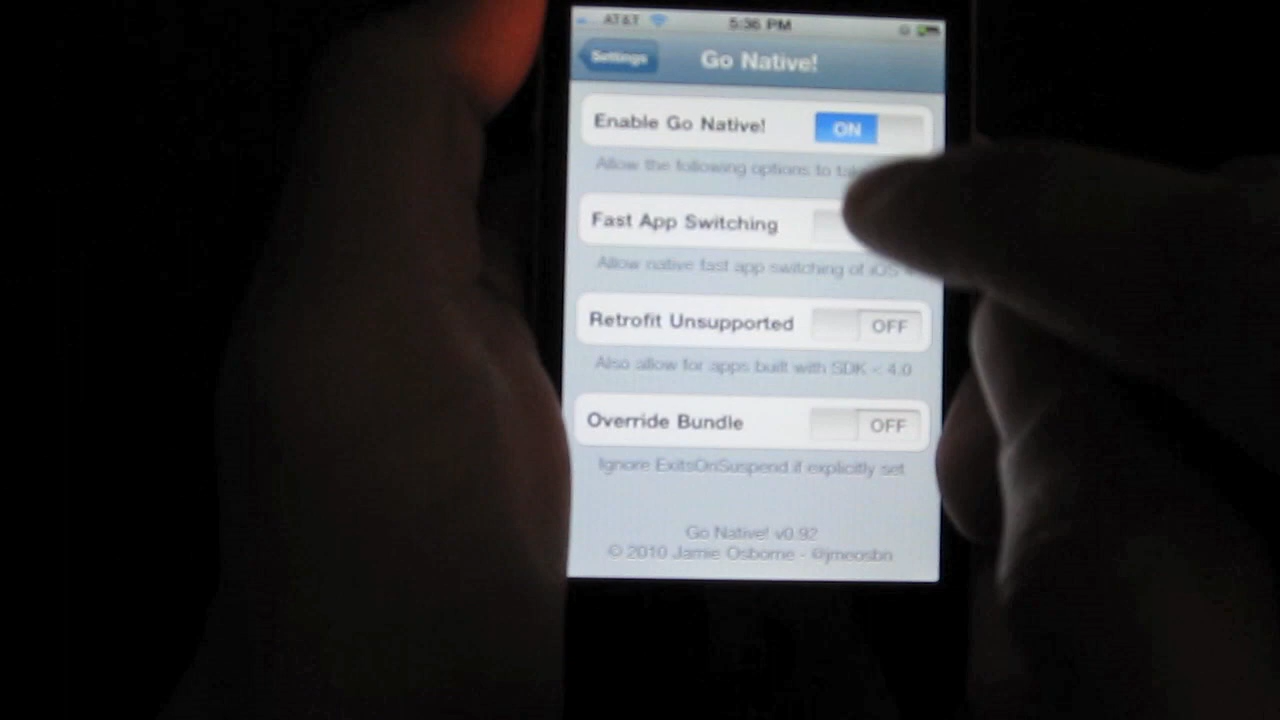 AT&T 5:36 PM
Settings Go Native!
Enable Go Native! ON
Allow the following options to
Fast App Switching
Allow native fast app switching of iOS
Retrofit Unsupported OFF
Also allow for apps built with SDK < 4.0
Override Bundle OFF
Ignore ExitsOnSuspend if explicitly set
Go Native! v0.92
© 2010 Jamie Osborne - @jmeosbn